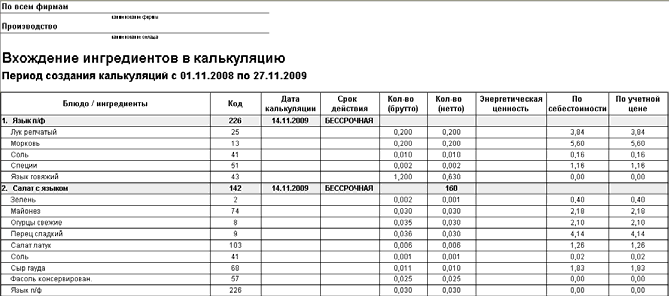 По всем фирмам
наименование фирмы
Производство
наименование склада
Вхождение ингредиентов в калькуляцию
Период создания калькуляций с 01.11.2008 по 27.11.2009
Блюдо / ингредиенты Код Дата калькуляции Срок действия Кол-во (брутто) Кол-во (нетто) Энергетическая ценность По себестоимости По учетной цене
1. Язык п/ф 226 14.11.2009 БЕССРОЧНАЯ
Лук репчатый 25 0,200 0,200 3,84 3,84
Морковь 13 0,200 0,200 5,60 5,60
Соль 41 0,010 0,010 0,16 0,16
Специи 51 0,002 0,002 1,16 1,16
Язык говяжий 43 1,200 0,630 0,00 0,00
2. Салат с языком 142 14.11.2009 БЕССРОЧНАЯ 160
Зелень 2 0,002 0,001 0,40 0,40
Майонез 74 0,030 0,030 2,18 2,18
Огурцы свежие 8 0,035 0,030 2,10 2,10
Перец сладкий 9 0,036 0,030 4,14 4,14
Салат латук 103 0,006 0,006 1,26 1,26
Соль 41 0,001 0,001 0,02 0,02
Сыр гауда 68 0,011 0,010 1,83 1,83
Фасоль консервирован. 57 0,025 0,025 0,00 0,00
Язык п/ф 226 0,030 0,030 0,00 0,00